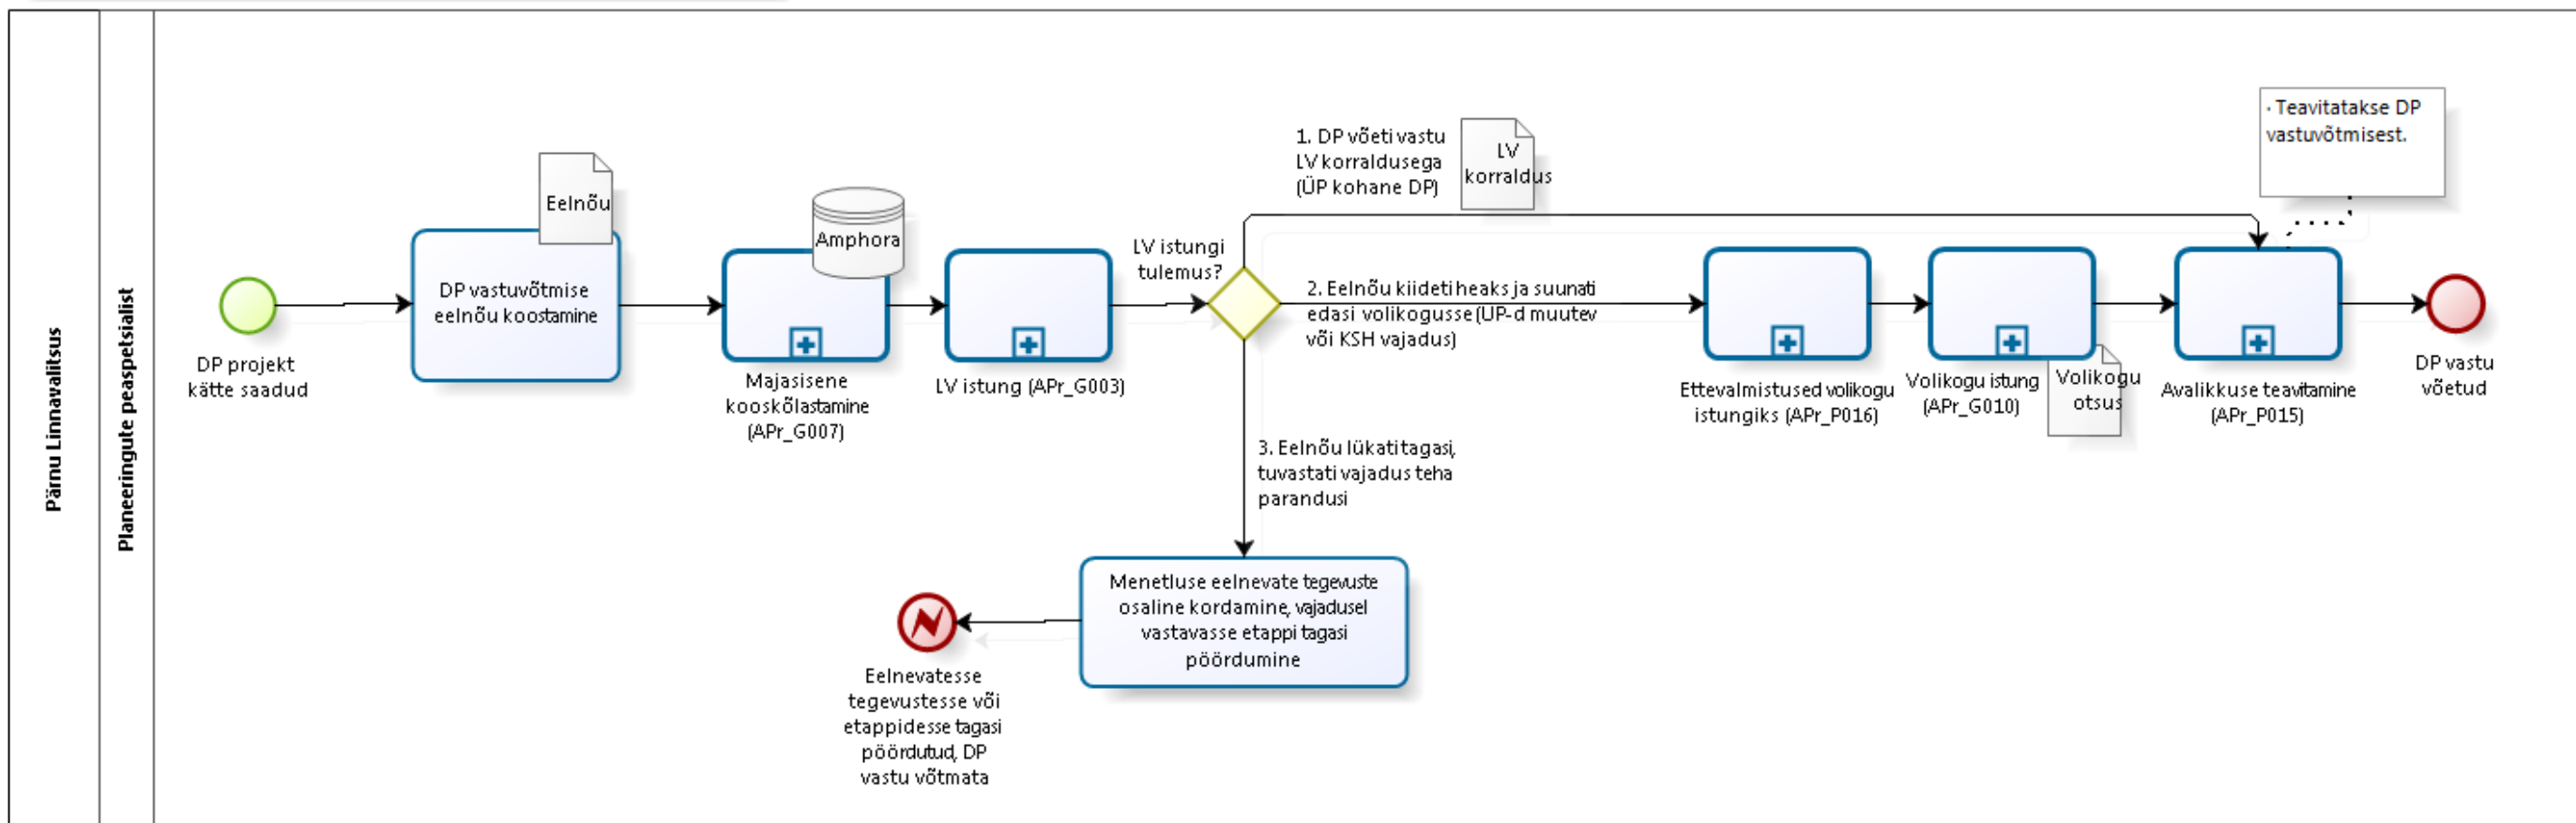 Pärnu Linnavalitsus
Planeeringute peaspetsialist
DP projekt
kätte saadud
Eelnõu
DP vastuvõtmise
eelnõu koostamine
Amphora
Majasisene
kooskõlastamine
(APr_G007)
LV istung (APr_G003)
LV istungi
tulemus?
1. DP võeti vastu
LV korraldusega
(ÜP kohane DP)
LV
korraldus
2. Eelnõu kiideti heaks ja suunati
edasi volikogusse (ÜP-d muutev
või KSH vajadus)
3. Eelnõu lükati tagasi,
tuvastati vajadus teha
parandusi
Menetluse eelnevate tegevuste
osaline kordamine, vajadusel
vastavasse etappi tagasi
pöördumine
Eelnevatesse
tegevustesse või
etappidesse tagasi
pöördutud, DP
vastu võtmata
Ettevalmistused volikogu
istungiks (APr_P016)
Volikogu istung
(APr_G010)
Volikogu
otsus
· Teavitatakse DP
vastuvõtmisest.
Avalikkuse teavitamine
(APr_P015)
DP vastu
võetud